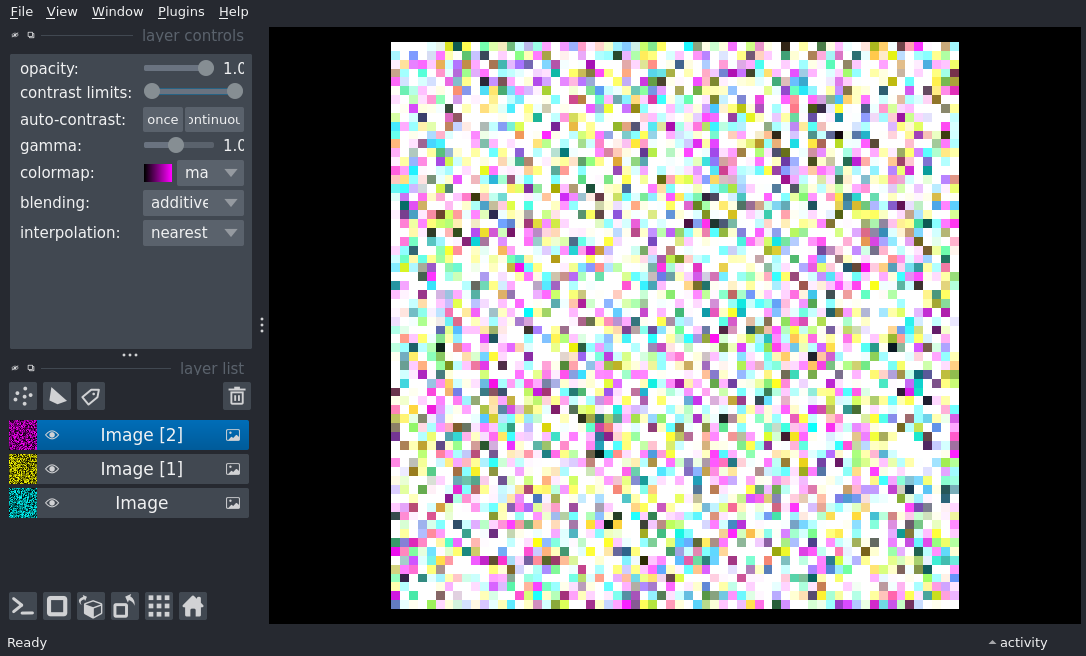 File View Window Plugins Help
layer controls
opacity: 1.0
contrast limits:
auto-contrast: once ontinuou
gamma: 1.0
colormap: ma
blending: additive
interpolation: nearest
layer list
Image [2]
Image [1]
Image
Ready
activity